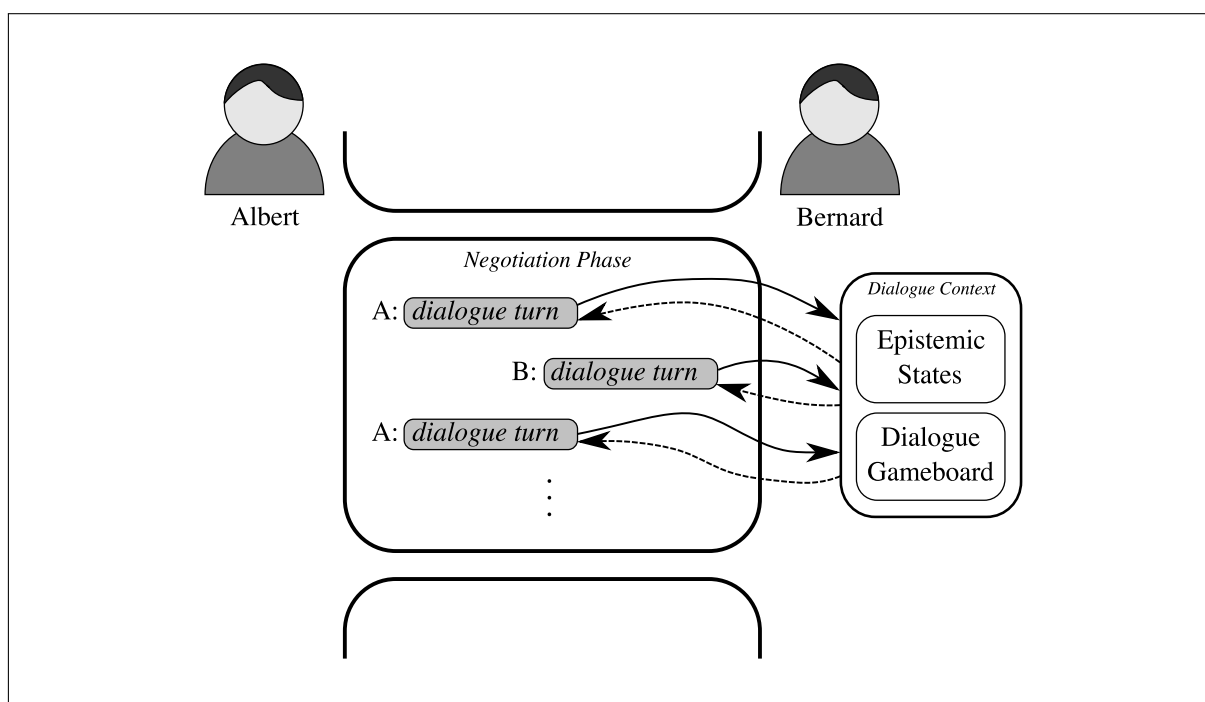 Albert
Bernard
Negotiation Phase
A: dialogue turn
B: dialogue turn
A: dialogue turn
Dialogue Context
Epistemic
States
Dialogue
Gameboard